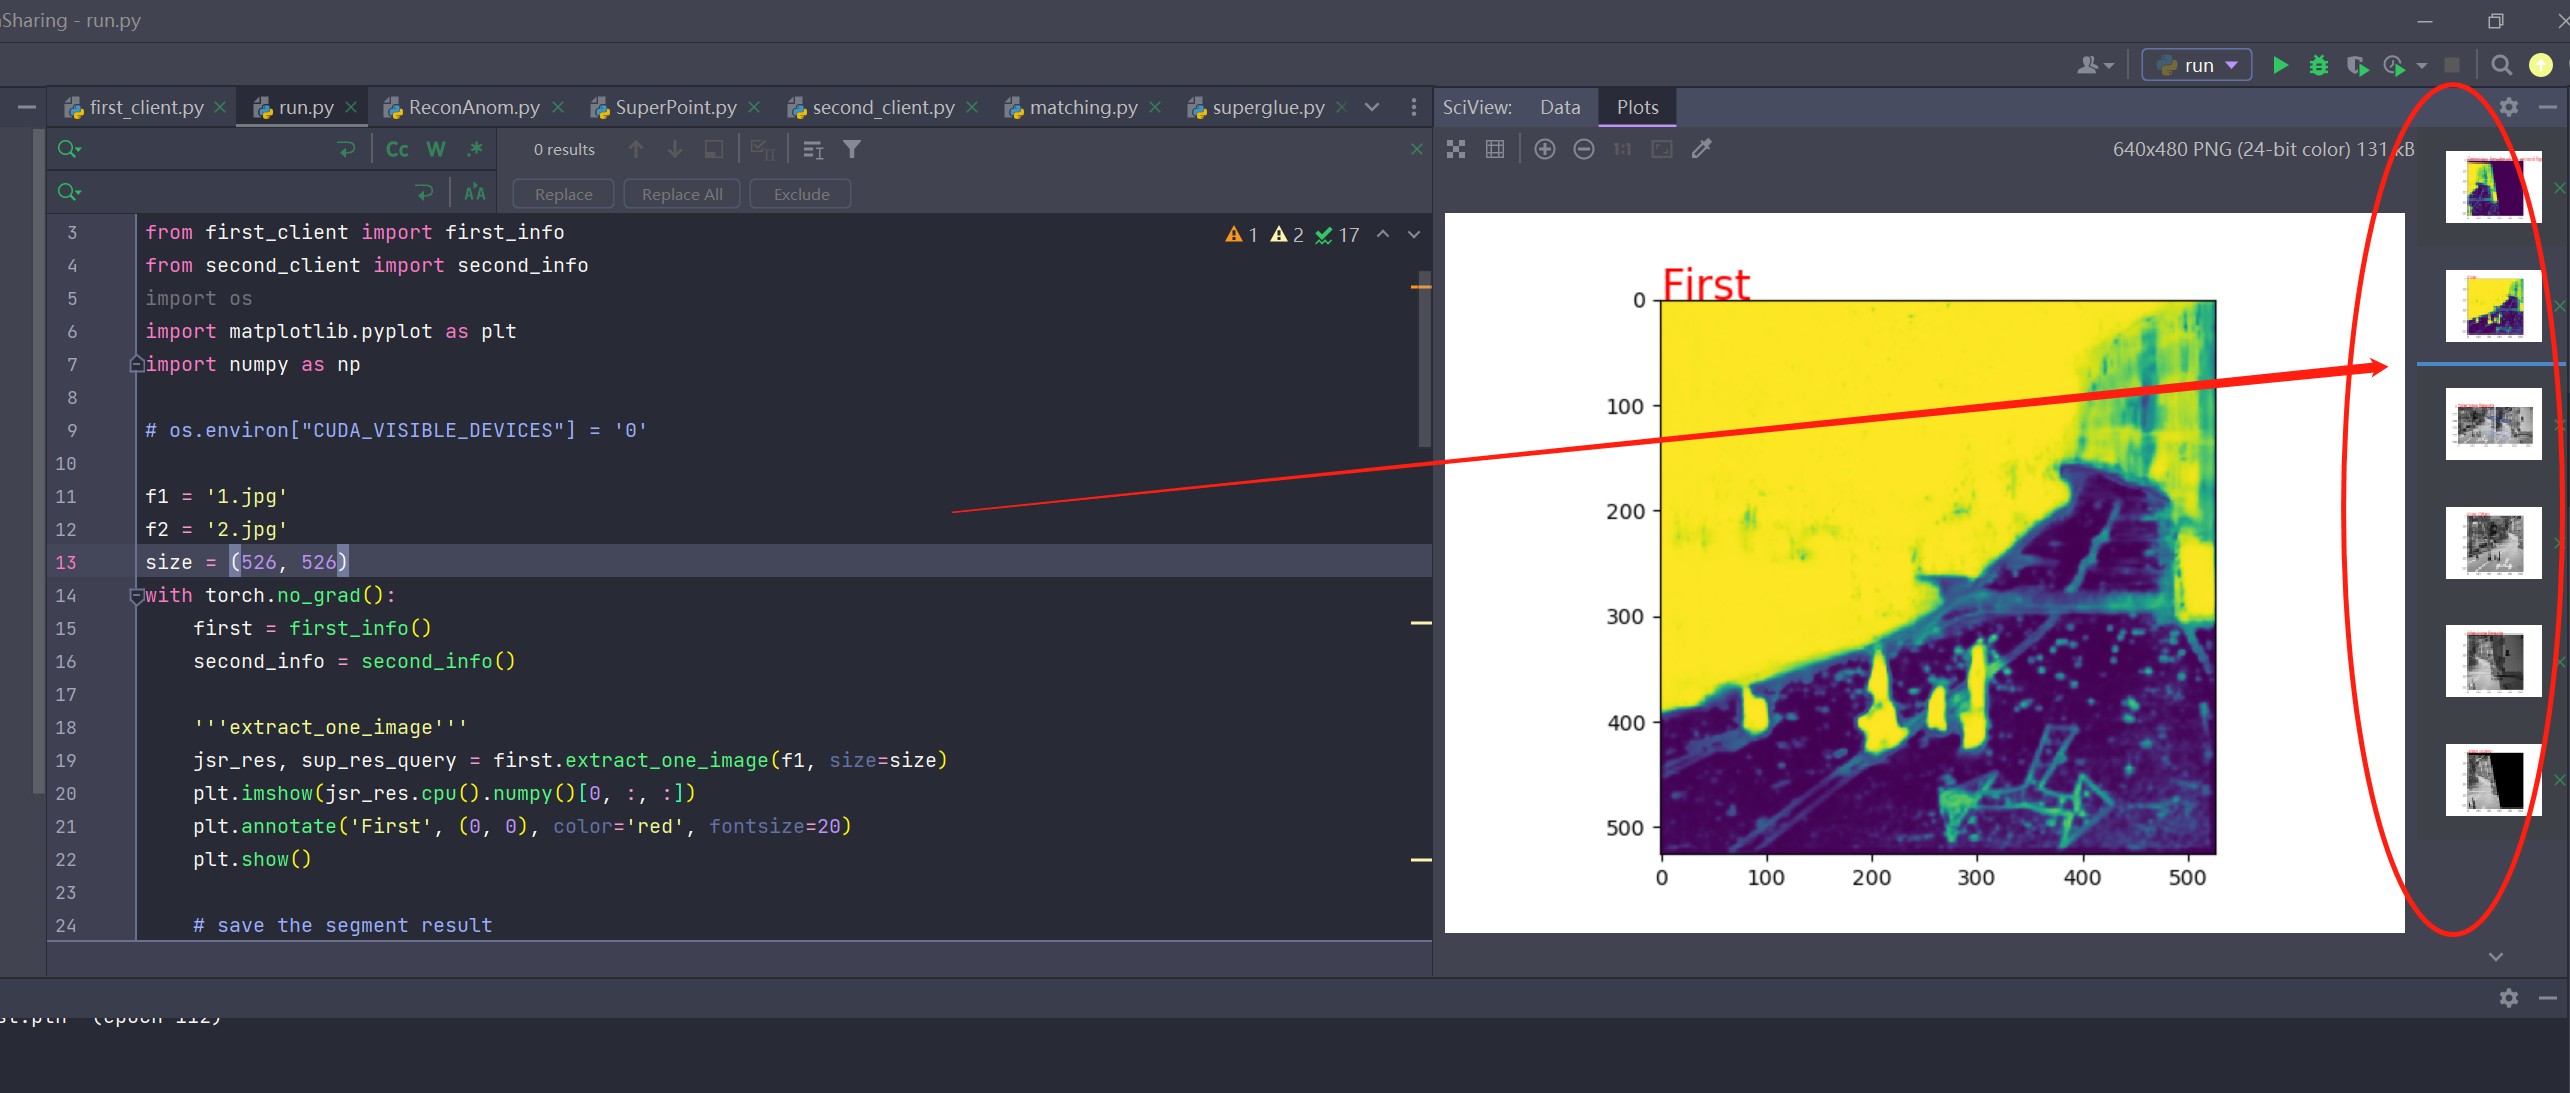 Sharing - run.py
run
first_client.py
run.py
ReconAnom.py
SuperPoint.py
second_client.py
matching.py
superglue.py
SciView:
Data
Plots
Cc
W
.*
0 results
1:1
640x480 PNG (24-bit color) 131 kB
Replace
Replace All
Exclude
1
2
17
3 from first_client import first_info
4 from second_client import second_info
5 import os
6 import matplotlib.pyplot as plt
7 import numpy as np
8
9 # os.environ["CUDA_VISIBLE_DEVICES"] = '0'
10
11 f1 = '1.jpg'
12 f2 = '2.jpg'
13 size = (526, 526)
14 with torch.no_grad():
15 first = first_info()
16 second_info = second_info()
17
18 '''extract_one_image'''
19 jsr_res, sup_res_query = first.extract_one_image(f1, size=size)
20 plt.imshow(jsr_res.cpu().numpy()[0, :, :])
21 plt.annotate('First', (0, 0), color='red', fontsize=20)
22 plt.show()
23
24 # save the segment result
First
0
100
200
300
400
500
0 100 200 300 400 500
(epoch 112)